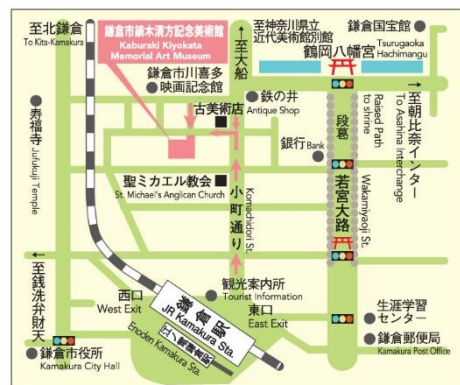 至北鎌倉
To Kita-Kamakura
鎌倉市鏑木清方記念美術館
Kaburaki Kiyokata
Memorial Art Museum
至大船
至神奈川県立
近代美術館別館
鎌倉国宝館
鶴岡八幡宮
Tsurugaoka
Hachimangu
鎌倉市川喜多
映画記念館
古美術店
Antique Shop
鉄の井
寿福寺
Jufukuji Temple
銀行 Bank
段葛
Raised Path
to shrine
至朝比奈インター
To Asahina Interchange
聖ミカエル教会
St. Michael's Anglican Church
小町通り
Komachidori St.
若宮大路
Wakamiyaoji St.
至銭洗弁財天
西口
West Exit
鎌倉駅
JR Kamakura Sta.
江ノ電鎌倉駅
Enoden Kamakura Sta.
観光案内所
Tourist Information
東口
East Exit
生涯学習
センター
鎌倉郵便局
Kamakura Post Office
鎌倉市役所
Kamakura City Hall